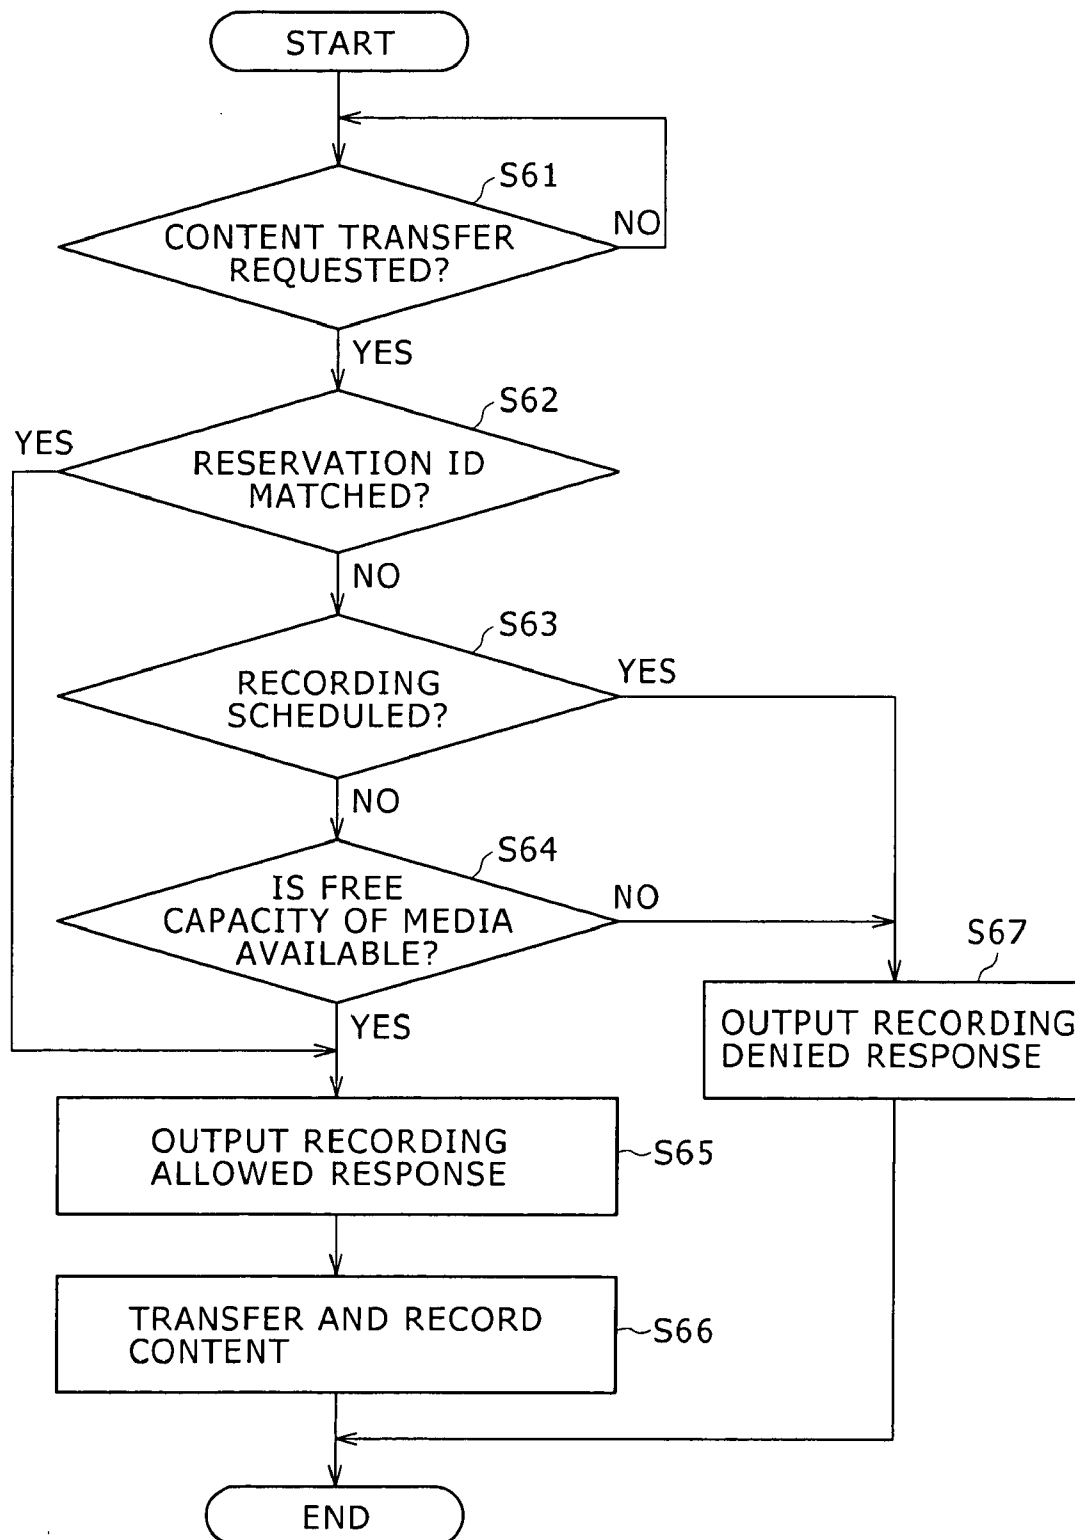 START
S61
NO
CONTENT TRANSFER
REQUESTED?
YES
S62
YES
RESERVATION ID
MATCHED?
NO
S63
YES
RECORDING
SCHEDULED?
NO
S64
IS FREE
CAPACITY OF MEDIA
AVAILABLE?
NO
S67
YES
OUTPUT RECORDING
DENIED RESPONSE
OUTPUT RECORDING
ALLOWED RESPONSE
S65
TRANSFER AND RECORD
CONTENT
S66
END